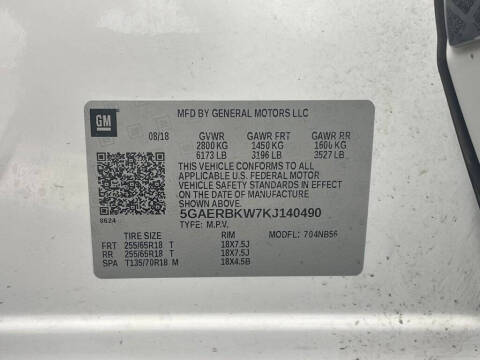 GM
MFD BY GENERAL MOTORS LLC
08/18 GVWR GAWR FRT GAWR RR
2800 KG 1450 KG 1600 KG
6173 LB 3196 LB 3527 LB
THIS VEHICLE CONFORMS TO ALL
APPLICABLE U.S. FEDERAL MOTOR
VEHICLE SAFETY STANDARDS IN EFFECT
ON THE DATE OF MANUFACTURE
SHOWN ABOVE.
5GAERBKW7KJ140490
8624
TYPE: M.P.V.
TIRE SIZE RIM MODEL: 704NB56
FRT 255/65R18 T 18X7.5J
RR 255/65R18 T 18X7.5J
SPA T135/70R18 M 18X4.5B